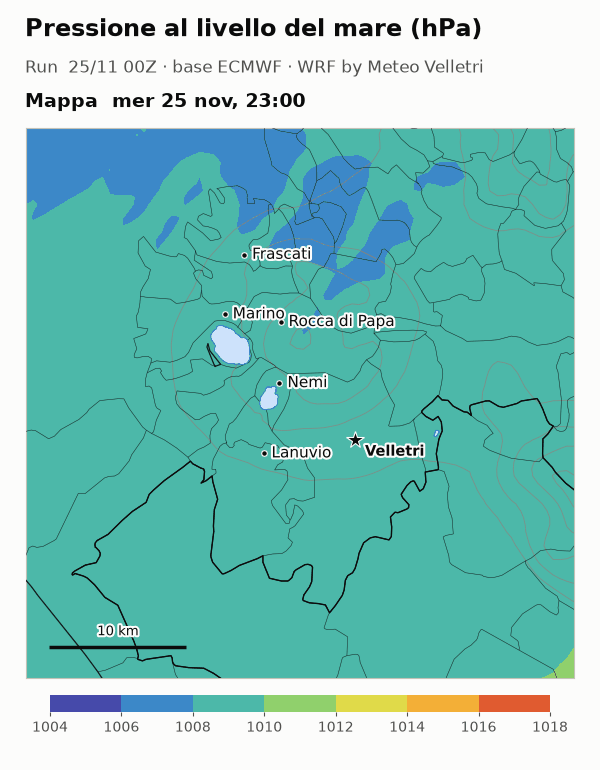 Pressione al livello del mare (hPa)
Run  25/11 00Z · base ECMWF · WRF by Meteo Velletri
Mappa  mer 25 nov, 23:00
Frascati
Marino
Rocca di Papa
Nemi
Velletri
Lanuvio
10 km
1004 1006 1008 1010 1012 1014 1016 1018